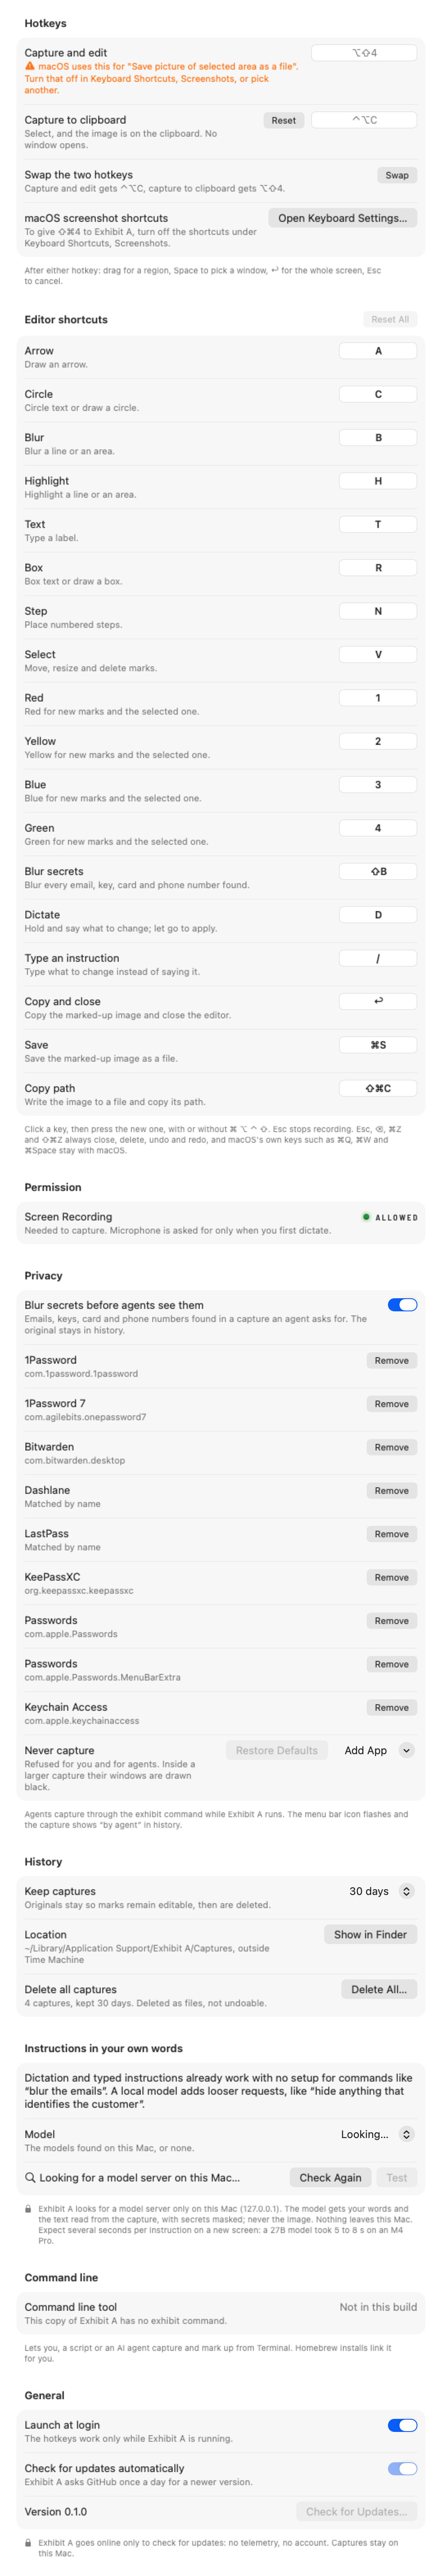 Hotkeys
Capture and edit
⌥⇧4
⚠ macOS uses this for "Save picture of selected area as a file".
Turn that off in Keyboard Shortcuts, Screenshots, or pick
another.
Capture to clipboard
Reset
⌃⌥C
Select, and the image is on the clipboard. No
window opens.
Swap the two hotkeys
Swap
Capture and edit gets ⌃⌥C, capture to clipboard gets ⌥⇧4.
macOS screenshot shortcuts
Open Keyboard Settings...
To give ⇧⌘4 to Exhibit A, turn off the shortcuts under
Keyboard Shortcuts, Screenshots.
After either hotkey: drag for a region, Space to pick a window, ↩ for the whole screen, Esc
to cancel.
Editor shortcuts
Reset All
Arrow
A
Draw an arrow.
Circle
C
Circle text or draw a circle.
Blur
B
Blur a line or an area.
Highlight
H
Highlight a line or an area.
Text
T
Type a label.
Box
R
Box text or draw a box.
Step
N
Place numbered steps.
Select
V
Move, resize and delete marks.
Red
1
Red for new marks and the selected one.
Yellow
2
Yellow for new marks and the selected one.
Blue
3
Blue for new marks and the selected one.
Green
4
Green for new marks and the selected one.
Blur secrets
⇧B
Blur every email, key, card and phone number found.
Dictate
D
Hold and say what to change; let go to apply.
Type an instruction
/
Type what to change instead of saying it.
Copy and close
↩
Copy the marked-up image and close the editor.
Save
⌘S
Save the marked-up image as a file.
Copy path
⇧⌘C
Write the image to a file and copy its path.
Click a key, then press the new one, with or without ⌘ ⌥ ⌃ ⇧. Esc stops recording. Esc, ⌫, ⌘Z
and ⇧⌘Z always close, delete, undo and redo, and macOS's own keys such as ⌘Q, ⌘W and
⌘Space stay with macOS.
Permission
Screen Recording
ALLOWED
Needed to capture. Microphone is asked for only when you first dictate.
Privacy
Blur secrets before agents see them
Emails, keys, card and phone numbers found in a capture an agent asks for. The
original stays in history.
1Password
Remove
com.1password.1password
1Password 7
Remove
com.agilebits.onepassword7
Bitwarden
Remove
com.bitwarden.desktop
Dashlane
Remove
Matched by name
LastPass
Remove
Matched by name
KeePassXC
Remove
org.keepassxc.keepassxc
Passwords
Remove
com.apple.Passwords
Passwords
Remove
com.apple.Passwords.MenuBarExtra
Keychain Access
Remove
com.apple.keychainaccess
Never capture
Restore Defaults
Add App
Refused for you and for agents. Inside a
larger capture their windows are drawn
black.
Agents capture through the exhibit command while Exhibit A runs. The menu bar icon flashes and
the capture shows "by agent" in history.
History
Keep captures
30 days
Originals stay so marks remain editable, then are deleted.
Location
Show in Finder
~/Library/Application Support/Exhibit A/Captures, outside
Time Machine
Delete all captures
Delete All...
4 captures, kept 30 days. Deleted as files, not undoable.
Instructions in your own words
Dictation and typed instructions already work with no setup for commands like
"blur the emails". A local model adds looser requests, like "hide anything that
identifies the customer".
Model
Looking...
The models found on this Mac, or none.
Looking for a model server on this Mac...
Check Again
Test
Exhibit A looks for a model server only on this Mac (127.0.0.1). The model gets your words and
the text read from the capture, with secrets masked; never the image. Nothing leaves this Mac.
Expect several seconds per instruction on a new screen: a 27B model took 5 to 8 s on an M4
Pro.
Command line
Command line tool
Not in this build
This copy of Exhibit A has no exhibit command.
Lets you, a script or an AI agent capture and mark up from Terminal. Homebrew installs link it
for you.
General
Launch at login
The hotkeys work only while Exhibit A is running.
Check for updates automatically
Exhibit A asks GitHub once a day for a newer version.
Version 0.1.0
Check for Updates...
Exhibit A goes online only to check for updates: no telemetry, no account. Captures stay on
this Mac.